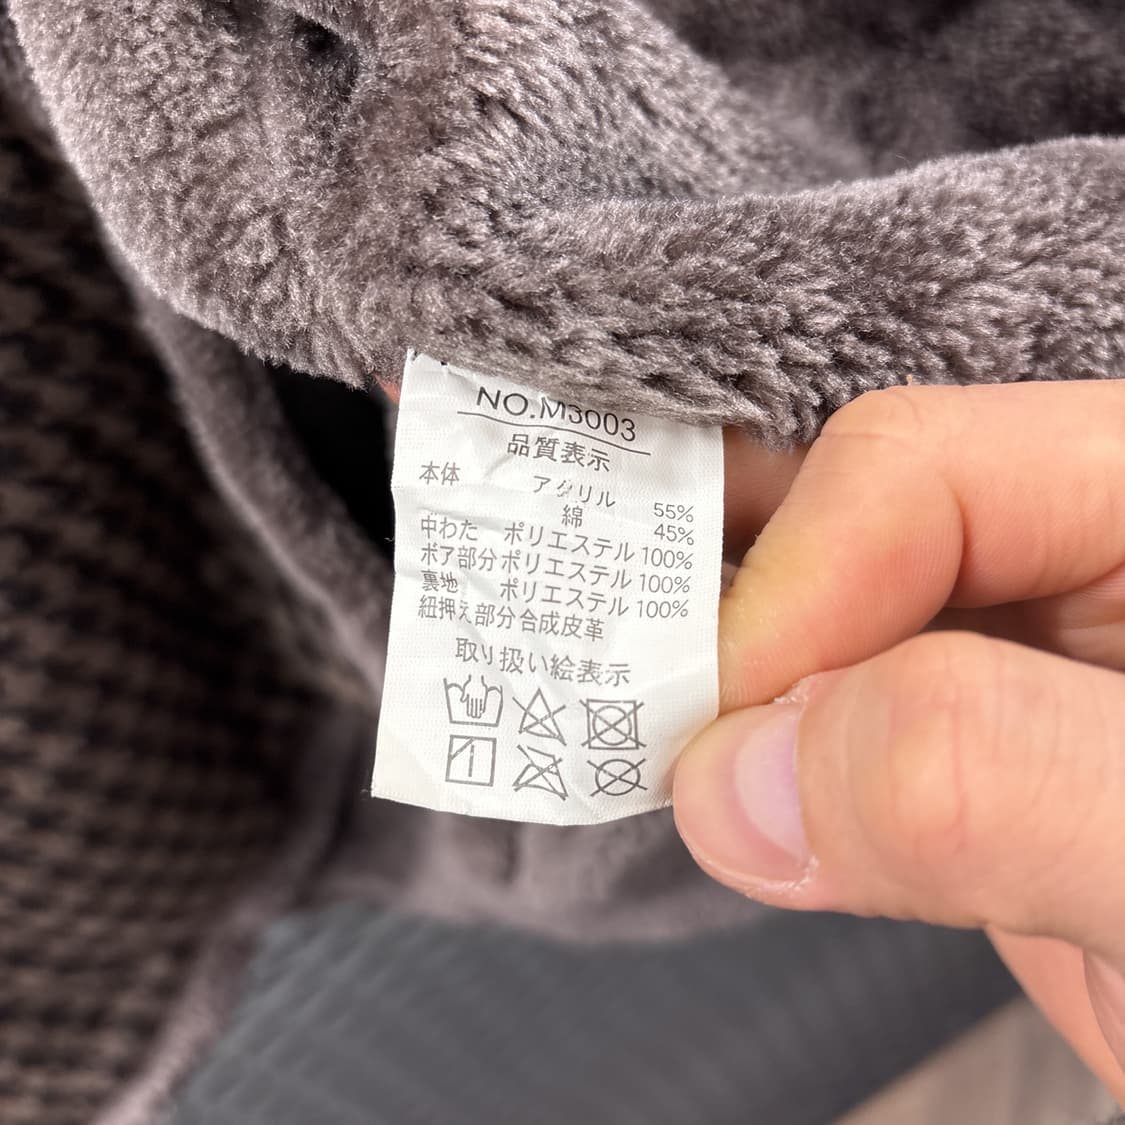 NO.M3003
品質表示
本体 アクリル 55%
綿 45%
中わた ポリエステル 100%
ボア部分 ポリエステル 100%
裏地 ポリエステル 100%
紐押え部分合成皮革
取り扱い絵表示